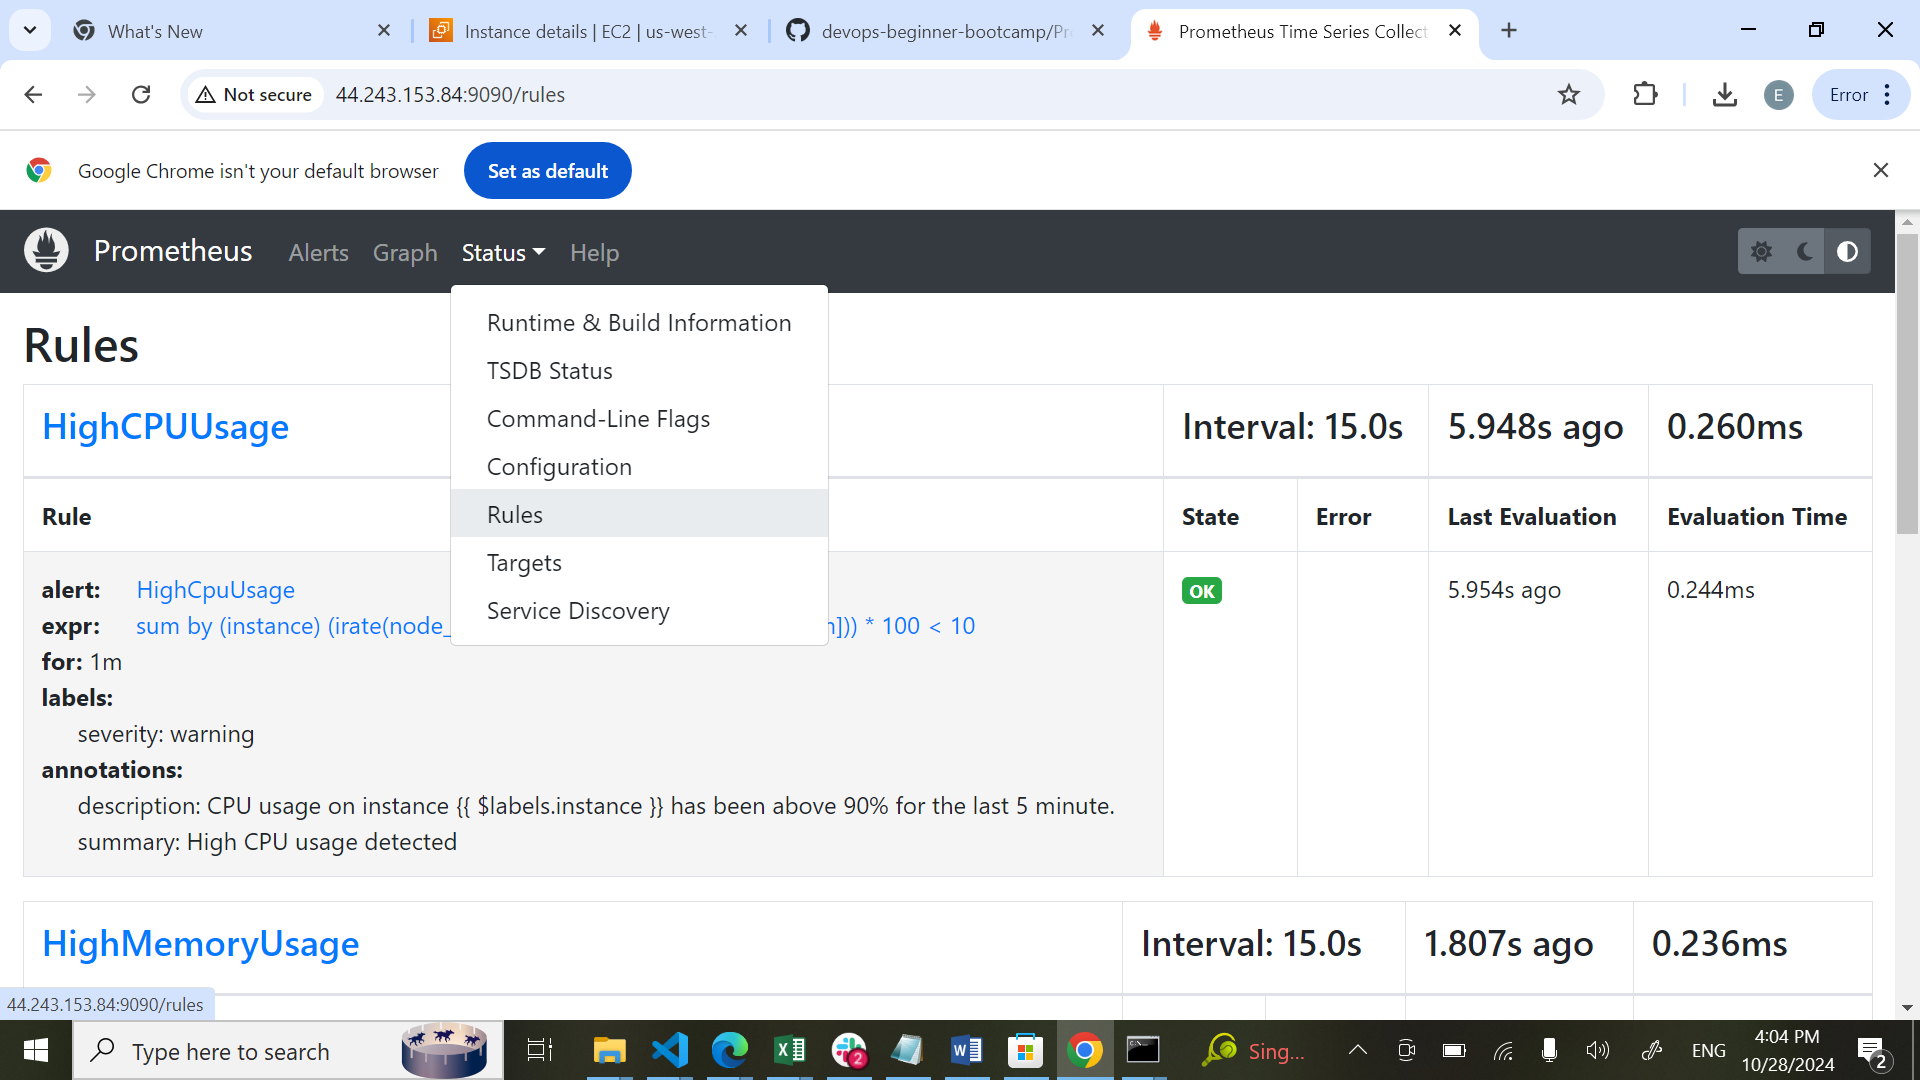 What's New
Instance details | EC2 | us-west-
devops-beginner-bootcamp/Pr
Prometheus Time Series Collect
Not secure
44.243.153.84:9090/rules
E
Error
Google Chrome isn't your default browser
Set as default
Prometheus
Alerts
Graph
Status
Help
Runtime & Build Information
TSDB Status
Command-Line Flags
Configuration
Rules
Targets
Service Discovery
Rules
HighCPUUsage
Interval: 15.0s
5.948s ago
0.260ms
Rule
State
Error
Last Evaluation
Evaluation Time
alert: HighCpuUsage
expr: sum by (instance) (irate(node_ ])) * 100 < 10
for: 1m
labels:
severity: warning
annotations:
description: CPU usage on instance {{ $labels.instance }} has been above 90% for the last 5 minute.
summary: High CPU usage detected
OK
5.954s ago
0.244ms
HighMemoryUsage
Interval: 15.0s
1.807s ago
0.236ms
44.243.153.84:9090/rules
Type here to search
2
Sing...
ENG
4:04 PM
10/28/2024
2